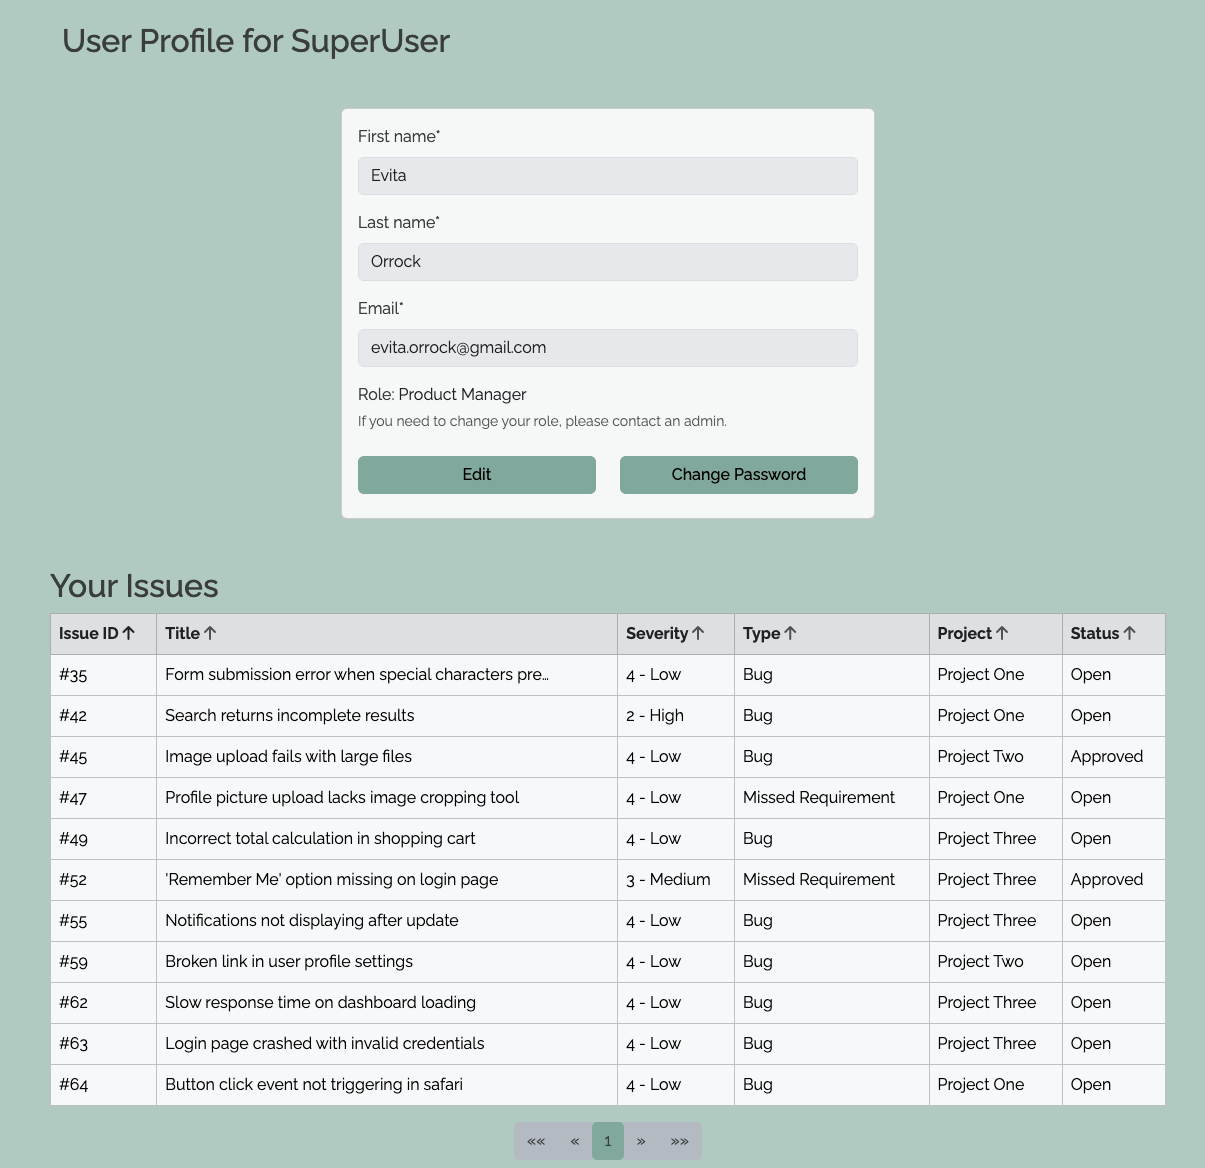 User Profile for SuperUser
First name*
Evita
Last name*
Orrock
Email*
evita.orrock@gmail.com
Role: Product Manager
If you need to change your role, please contact an admin.
Edit Change Password
Your Issues
Issue ID ↑ Title ↑ Severity ↑ Type ↑ Project ↑ Status ↑
#35 Form submission error when special characters pre... 4 - Low Bug Project One Open
#42 Search returns incomplete results 2 - High Bug Project One Open
#45 Image upload fails with large files 4 - Low Bug Project Two Approved
#47 Profile picture upload lacks image cropping tool 4 - Low Missed Requirement Project One Open
#49 Incorrect total calculation in shopping cart 4 - Low Bug Project Three Open
#52 'Remember Me' option missing on login page 3 - Medium Missed Requirement Project Three Approved
#55 Notifications not displaying after update 4 - Low Bug Project Three Open
#59 Broken link in user profile settings 4 - Low Bug Project Two Open
#62 Slow response time on dashboard loading 4 - Low Bug Project Three Open
#63 Login page crashed with invalid credentials 4 - Low Bug Project Three Open
#64 Button click event not triggering in safari 4 - Low Bug Project One Open
«« « 1 » »»